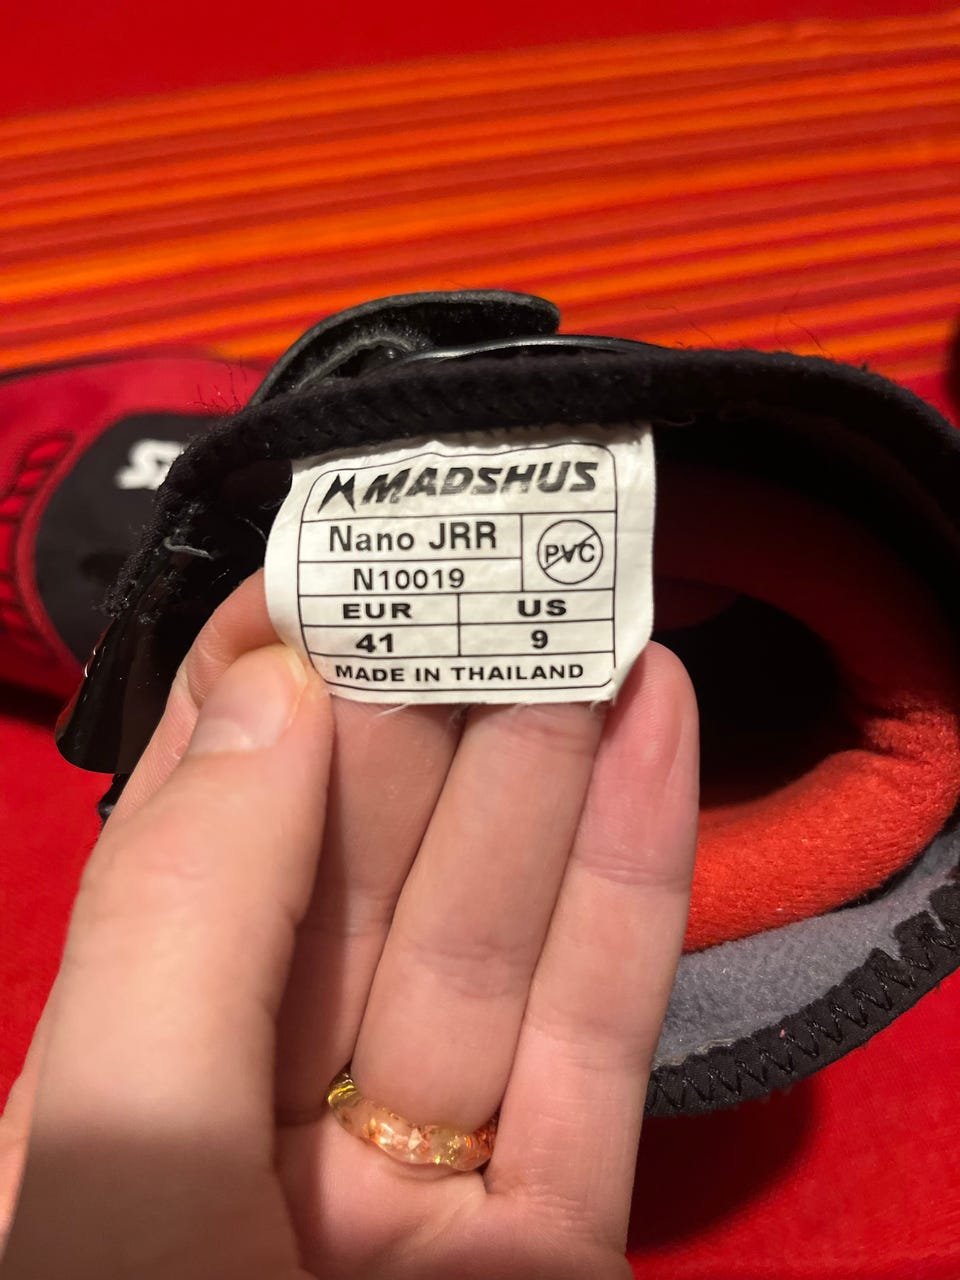 MADSHUS
Nano JRR
PVC
N10019
EUR US
41 9
MADE IN THAILAND